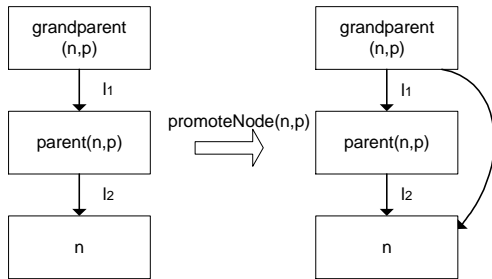 grandparent
(n,p)
l1
parent(n,p)
l2
n
promoteNode(n,p)
grandparent
(n,p)
l1
parent(n,p)
l2
n